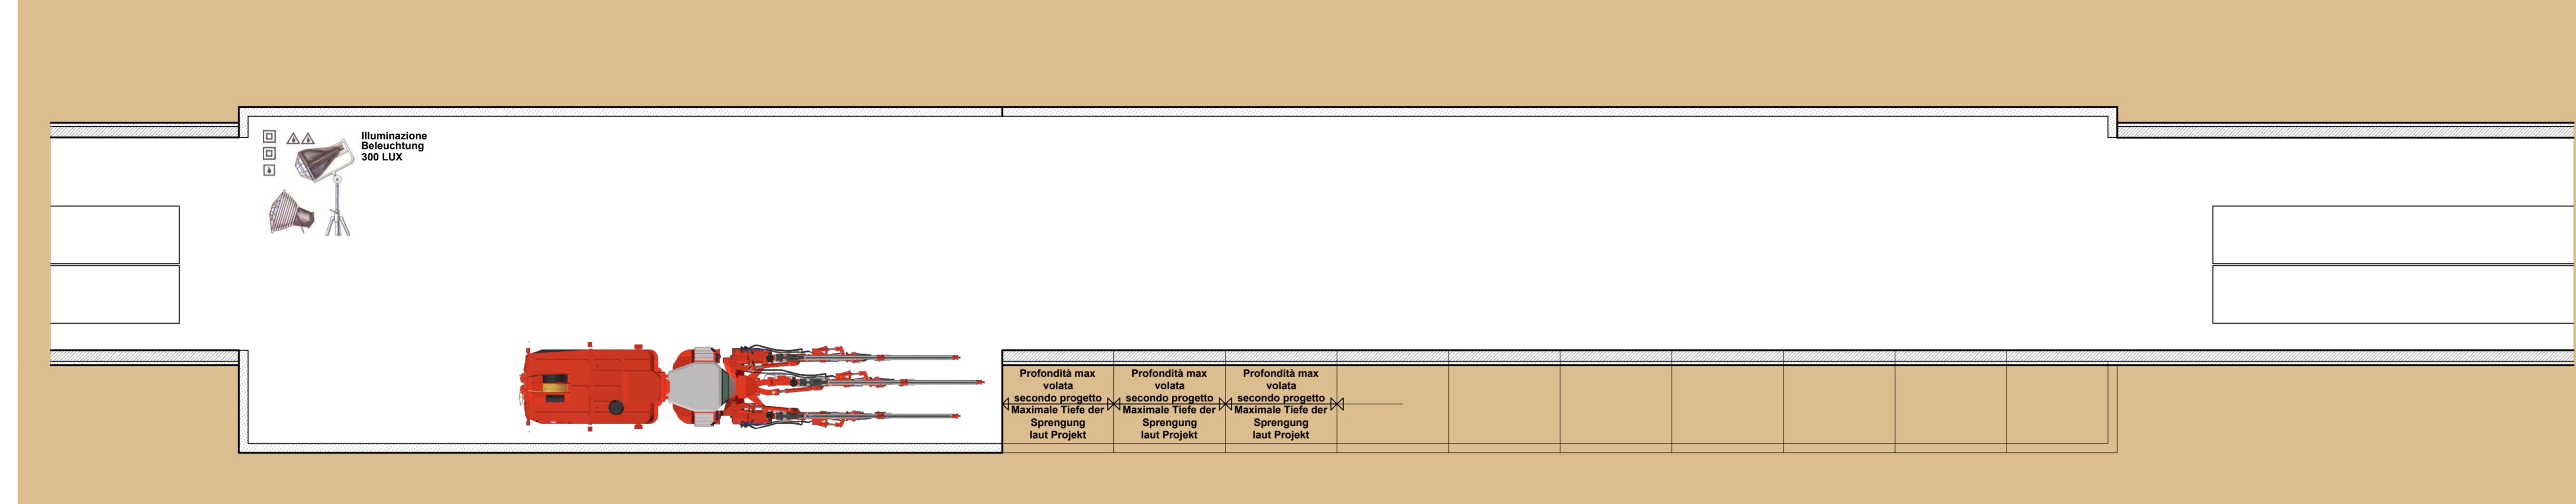 Illuminazione
Beleuchtung
300 LUX
Profondità max
volata
secondo progetto
Maximale Tiefe der
Sprengung
laut Projekt
Profondità max
volata
secondo progetto
Maximale Tiefe der
Sprengung
laut Projekt
Profondità max
volata
secondo progetto
Maximale Tiefe der
Sprengung
laut Projekt